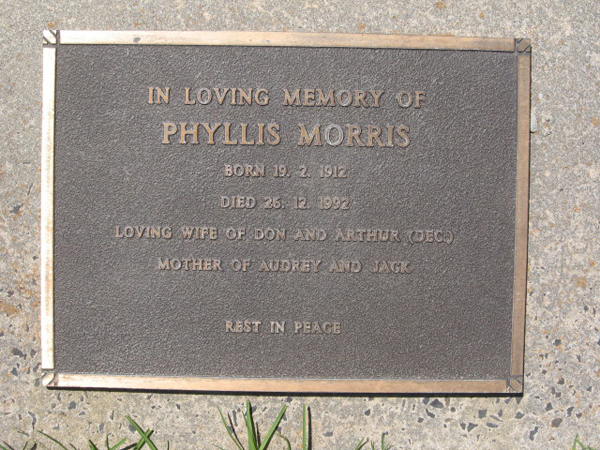 IN LOVING MEMORY OF
PHYLLIS MORRIS
BORN 19. 2. 1912
DIED 26. 12. 1992
LOVING WIFE OF DON AND ARTHUR (DEC.)
MOTHER OF AUDREY AND JACK
REST IN PEACE